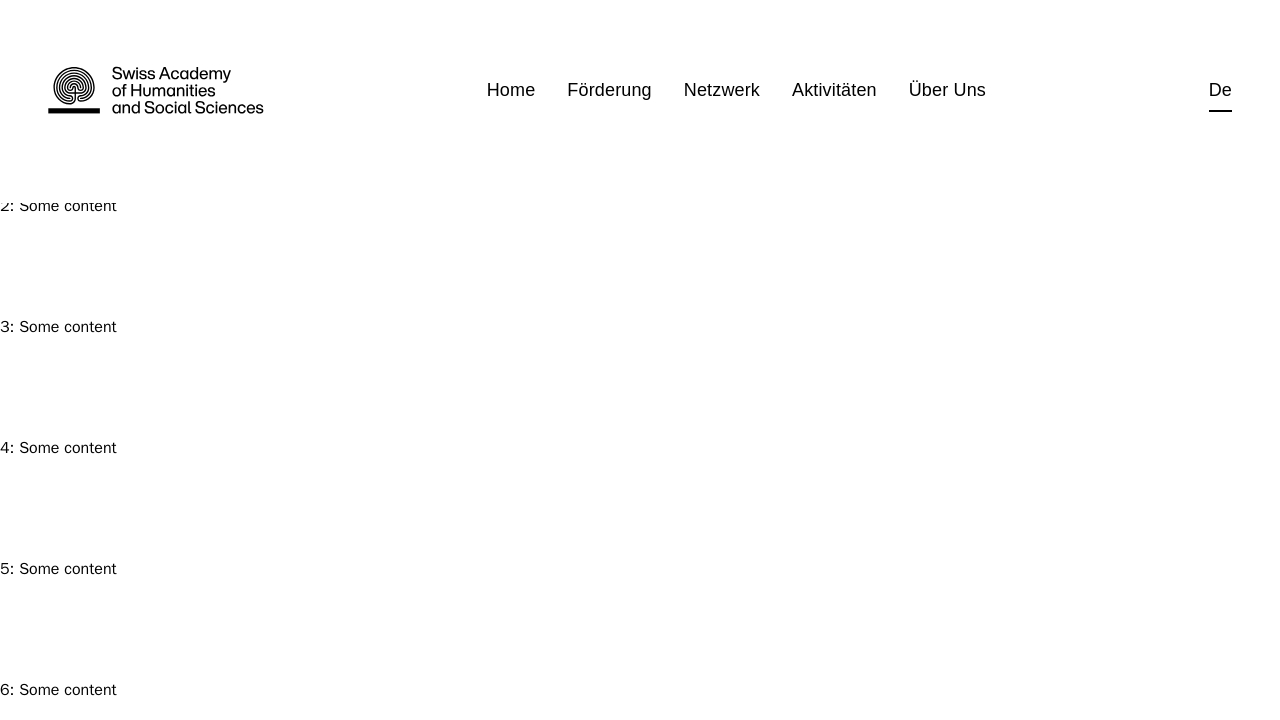 Swiss Academy
of Humanities
and Social Sciences
Home Förderung Netzwerk Aktivitäten Über Uns
De
2: Some content
3: Some content
4: Some content
5: Some content
6: Some content